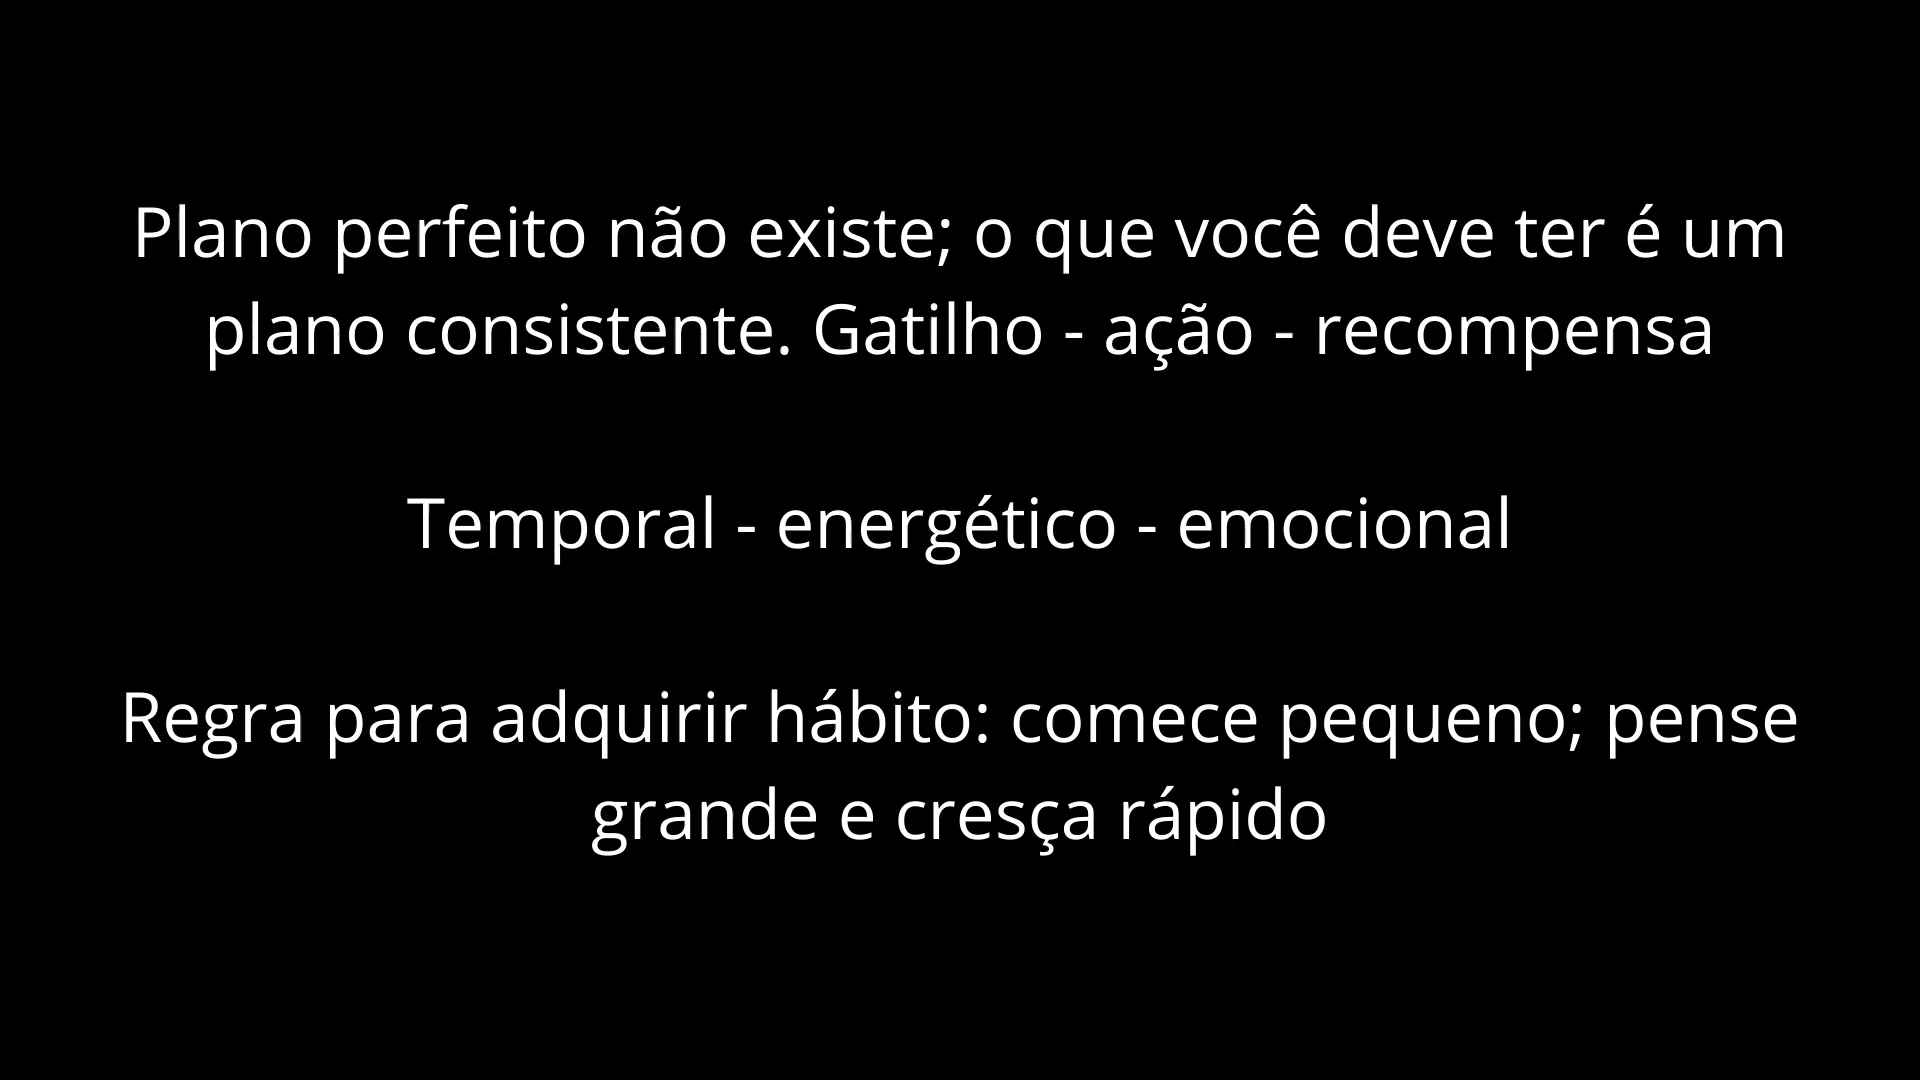 Plano perfeito não existe; o que você deve ter é um
plano consistente. Gatilho - ação - recompensa
Temporal - energético - emocional
Regra para adquirir hábito: comece pequeno; pense
grande e cresça rápido